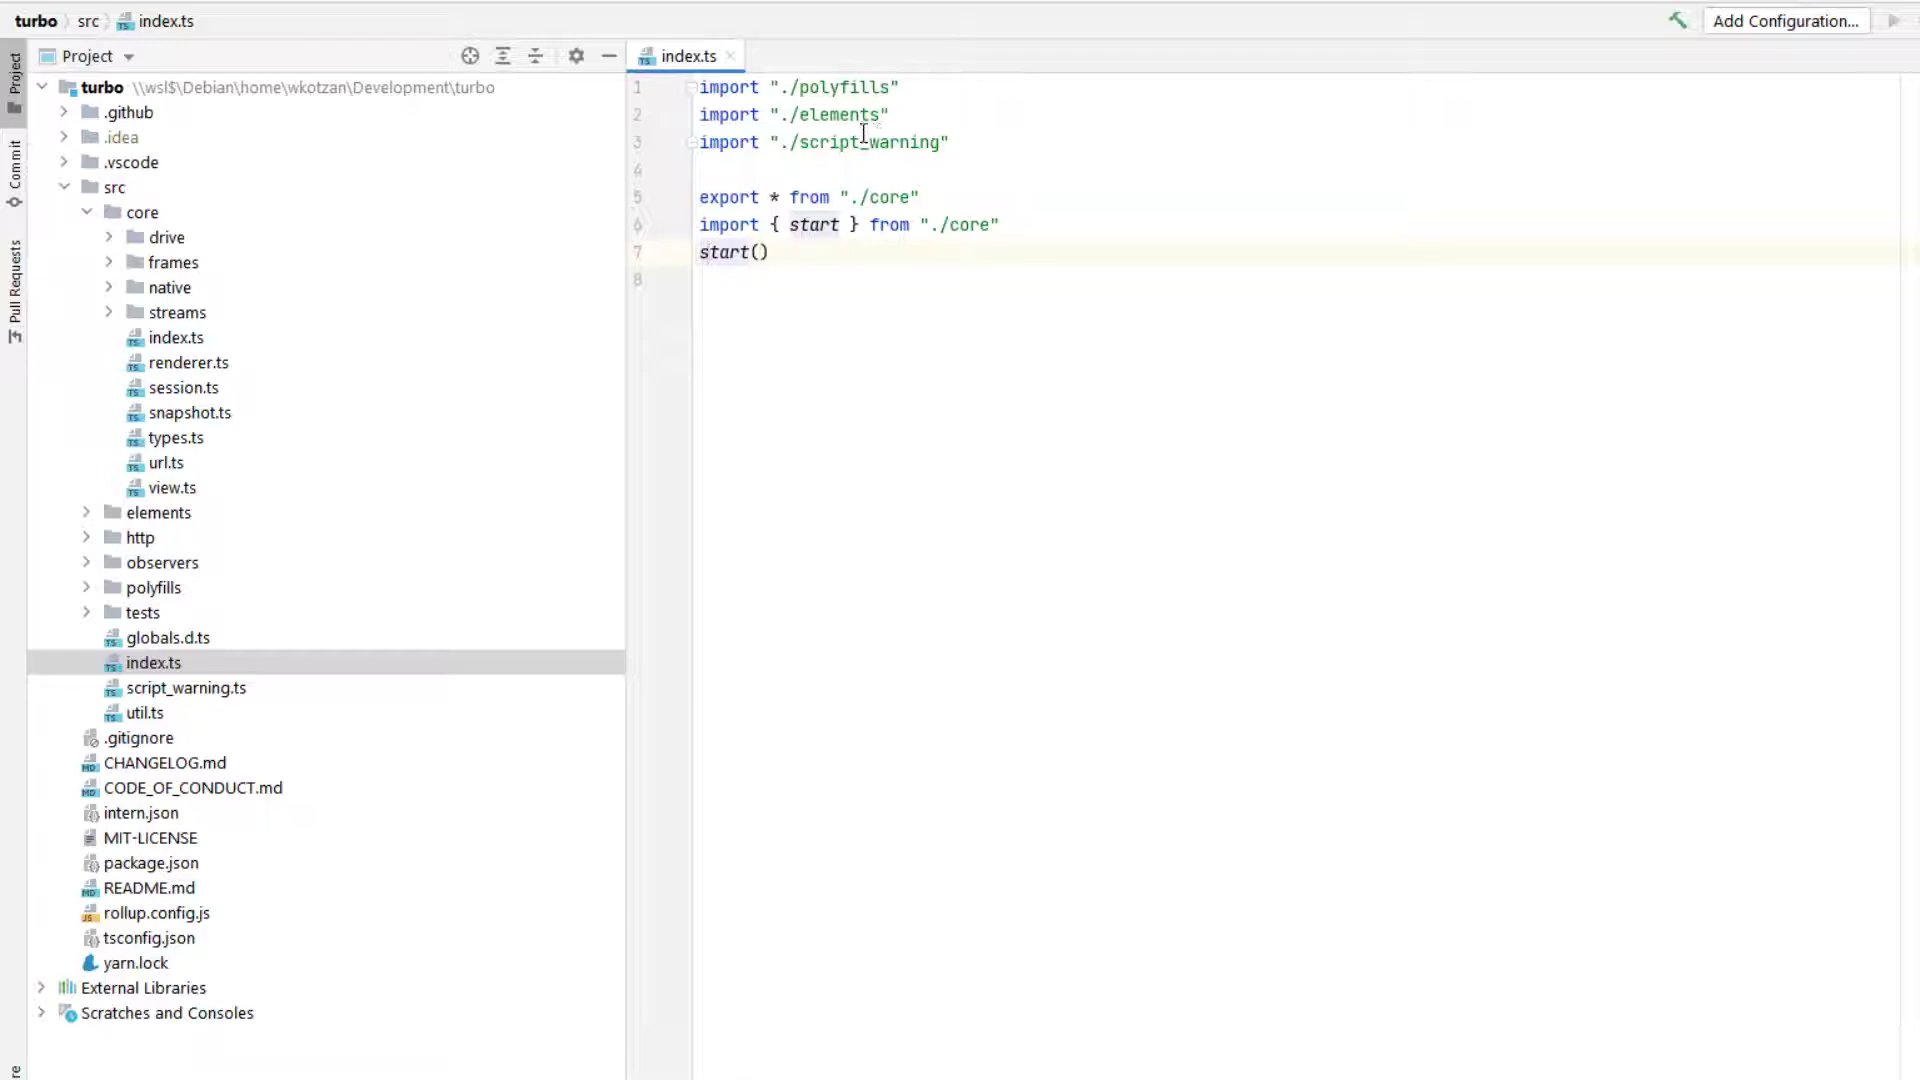 turbo src index.ts
Add Configuration...
Project
index.ts
Project
Commit
Pull Requests
re
turbo \\wsl$\Debian\home\wkotzan\Development\turbo
.github
.idea
.vscode
src
core
drive
frames
native
streams
index.ts
renderer.ts
session.ts
snapshot.ts
types.ts
url.ts
view.ts
elements
http
observers
polyfills
tests
globals.d.ts
index.ts
script_warning.ts
util.ts
.gitignore
CHANGELOG.md
CODE_OF_CONDUCT.md
intern.json
MIT-LICENSE
package.json
README.md
rollup.config.js
tsconfig.json
yarn.lock
External Libraries
Scratches and Consoles
1 import "./polyfills"
2 import "./elements"
3 import "./script_warning"
4
5 export * from "./core"
6 import { start } from "./core"
7 start()
8